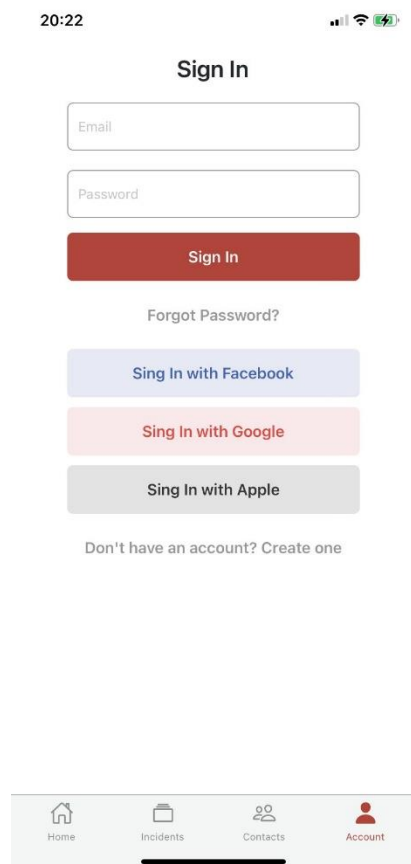 20:22
Sign In
Email
Password
Sign In
Forgot Password?
Sing In with Facebook
Sing In with Google
Sing In with Apple
Don't have an account? Create one
Home Incidents Contacts Account